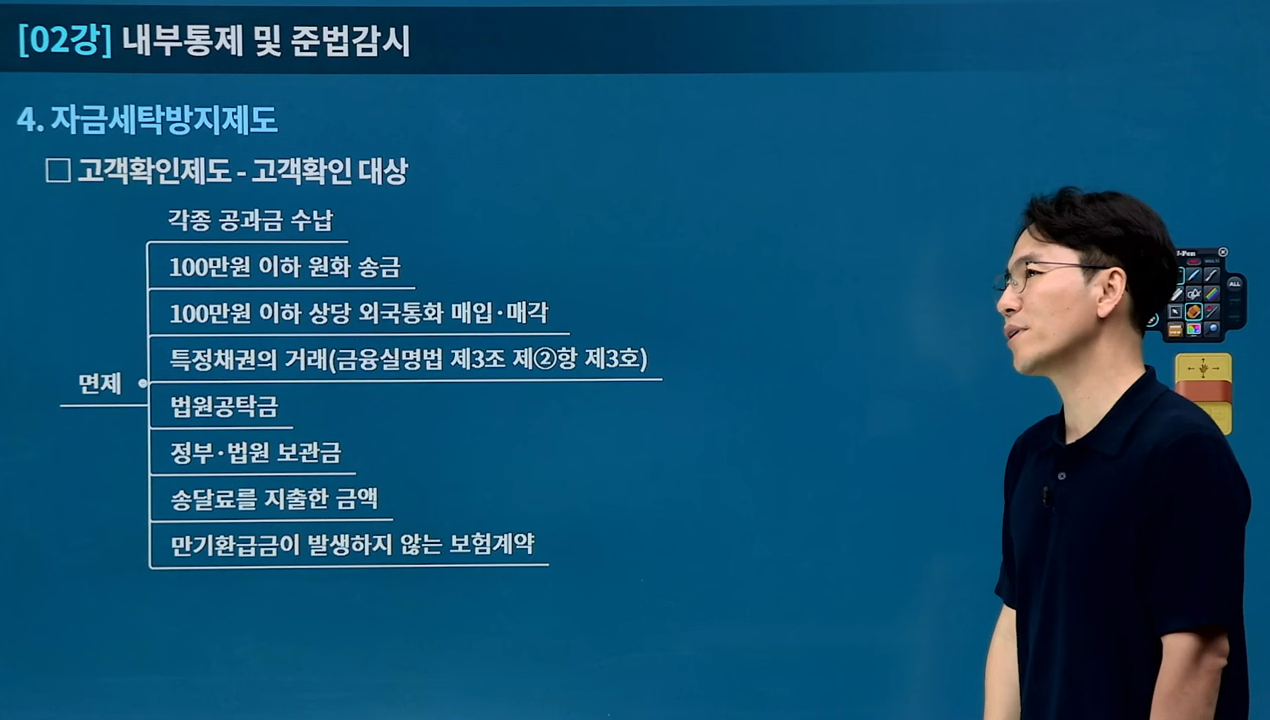 [02강] 내부통제 및 준법감시
4. 자금세탁방지제도
□ 고객확인제도 - 고객확인 대상
각종 공과금 수납
100만원 이하 원화 송금
100만원 이하 상당 외국통화 매입·매각
특정채권의 거래(금융실명법 제3조 제②항 제3호)
면제
법원공탁금
정부·법원 보관금
송달료를 지출한 금액
만기환급금이 발생하지 않는 보험계약
ALL